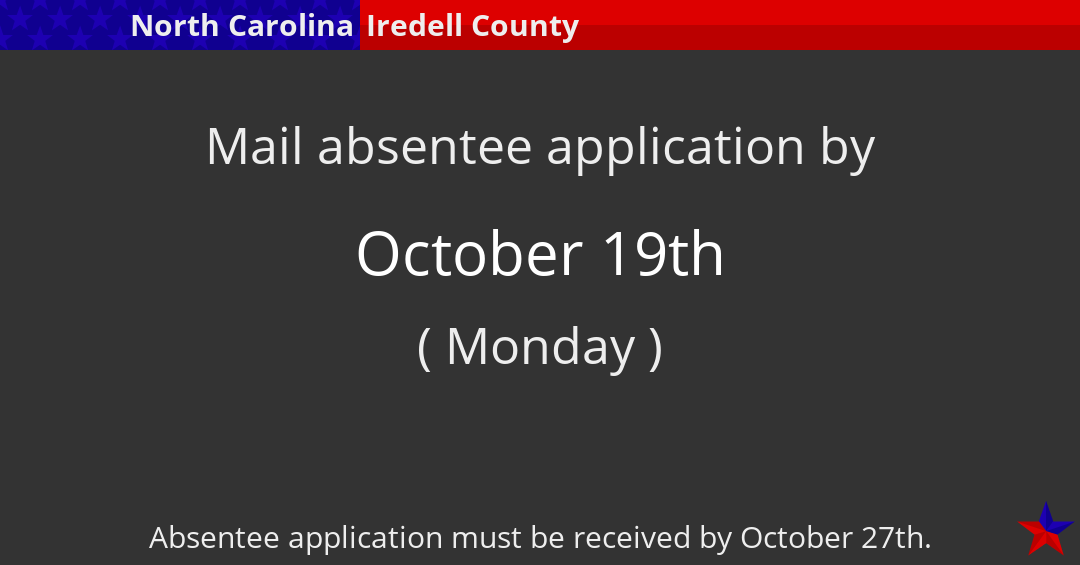 North Carolina Iredell County
Mail absentee application by
October 19th
( Monday )
Absentee application must be received by October 27th.